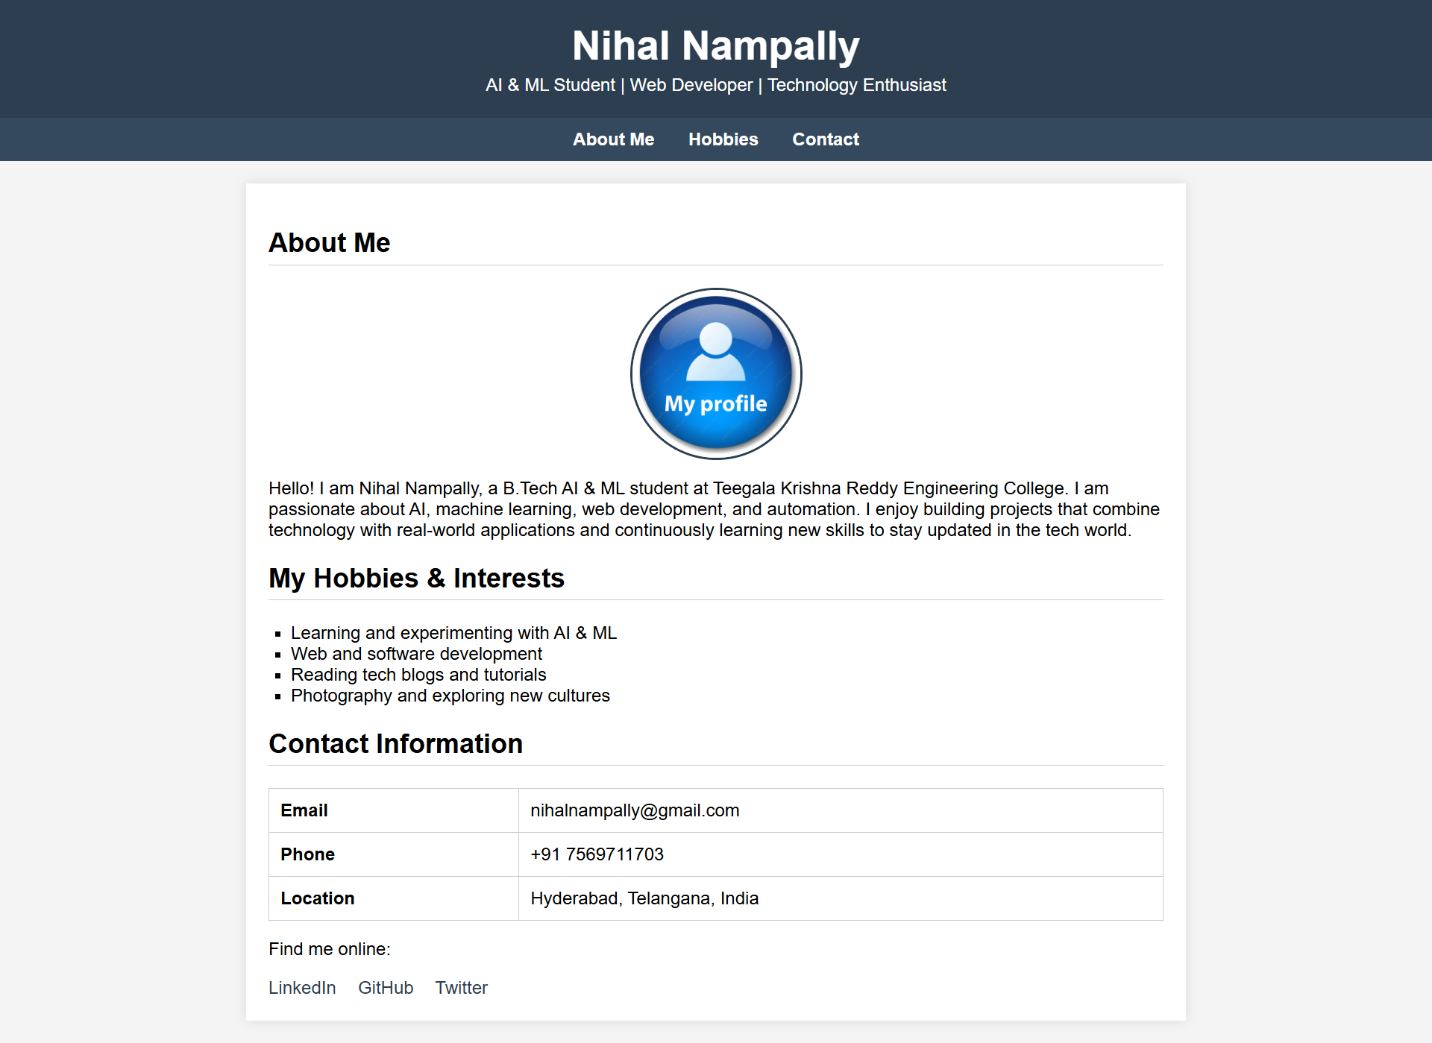 Nihal Nampally
AI & ML Student | Web Developer | Technology Enthusiast
About Me Hobbies Contact
About Me
My profile
Hello! I am Nihal Nampally, a B.Tech AI & ML student at Teegala Krishna Reddy Engineering College. I am
passionate about AI, machine learning, web development, and automation. I enjoy building projects that combine
technology with real-world applications and continuously learning new skills to stay updated in the tech world.
My Hobbies & Interests
Learning and experimenting with AI & ML
Web and software development
Reading tech blogs and tutorials
Photography and exploring new cultures
Contact Information
Email nihalnampally@gmail.com
Phone +91 7569711703
Location Hyderabad, Telangana, India
Find me online:
LinkedIn GitHub Twitter